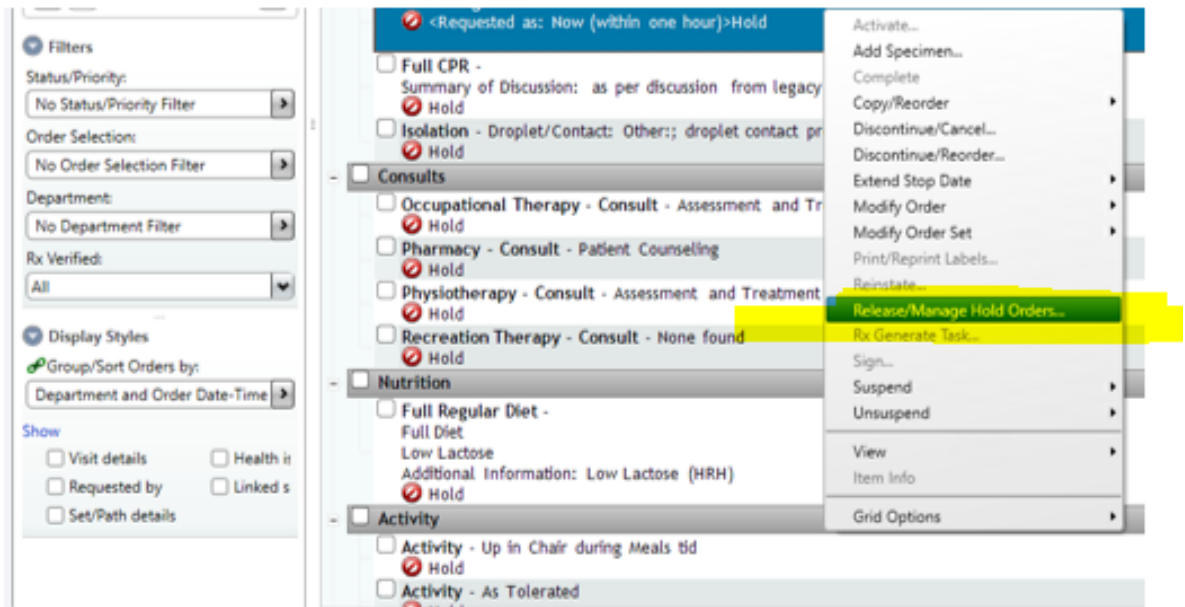 Filters
Status/Priority:
No Status/Priority Filter
Order Selection:
No Order Selection Filter
Department:
No Department Filter
Rx Verified:
All
Display Styles
Group/Sort Orders by:
Department and Order Date-Time
Show
Visit details
Health
Requested by
Linked s
Set/Path details
<Requested as: Now (within one hour)>Hold
Full CPR -
Summary of Discussion: as per discussion from legacy
Hold
Isolation - Droplet/Contact: Other:; droplet contact pr
Hold
Consults
Occupational Therapy - Consult - Assessment and Tr
Hold
Pharmacy - Consult - Patient Counseling
Hold
Physiotherapy - Consult - Assessment and Treatment
Hold
Recreation Therapy - Consult - None found
Hold
Nutrition
Full Regular Diet -
Full Diet
Low Lactose
Additional Information: Low Lactose (HRH)
Hold
Activity
Activity - Up in Chair during Meals tid
Hold
Activity - As Tolerated
Activate...
Add Specimen...
Complete
Copy/Reorder
Discontinue/Cancel...
Discontinue/Reorder...
Extend Stop Date
Modify Order
Modify Order Set
Print/Reprint Labels...
Reinstate...
Release/Manage Hold Orders...
Rx Generate Task...
Sign...
Suspend
Unsuspend
View
Item Info
Grid Options